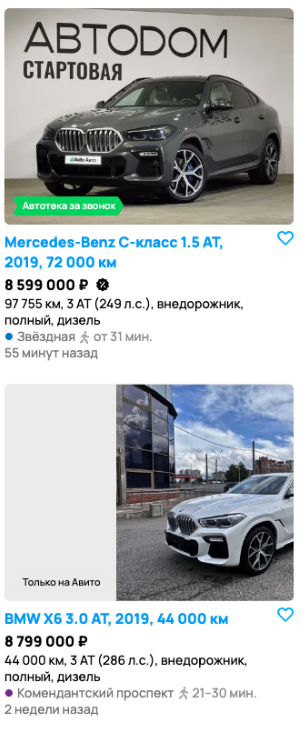 АВТОДОМ
СТАРТОВАЯ
Avito Авто
Автотека за звонок
Mercedes-Benz C-класс 1.5 AT,
2019, 72 000 км
8 599 000 ₽
97 755 км, 3 AT (249 л.с.), внедорожник,
полный, дизель
Звёздная от 31 мин.
55 минут назад
Только на Авито
BMW X6 3.0 AT, 2019, 44 000 км
8 799 000 ₽
44 000 км, 3 AT (286 л.с.), внедорожник,
полный, дизель
Комендантский проспект 21–30 мин.
2 недели назад